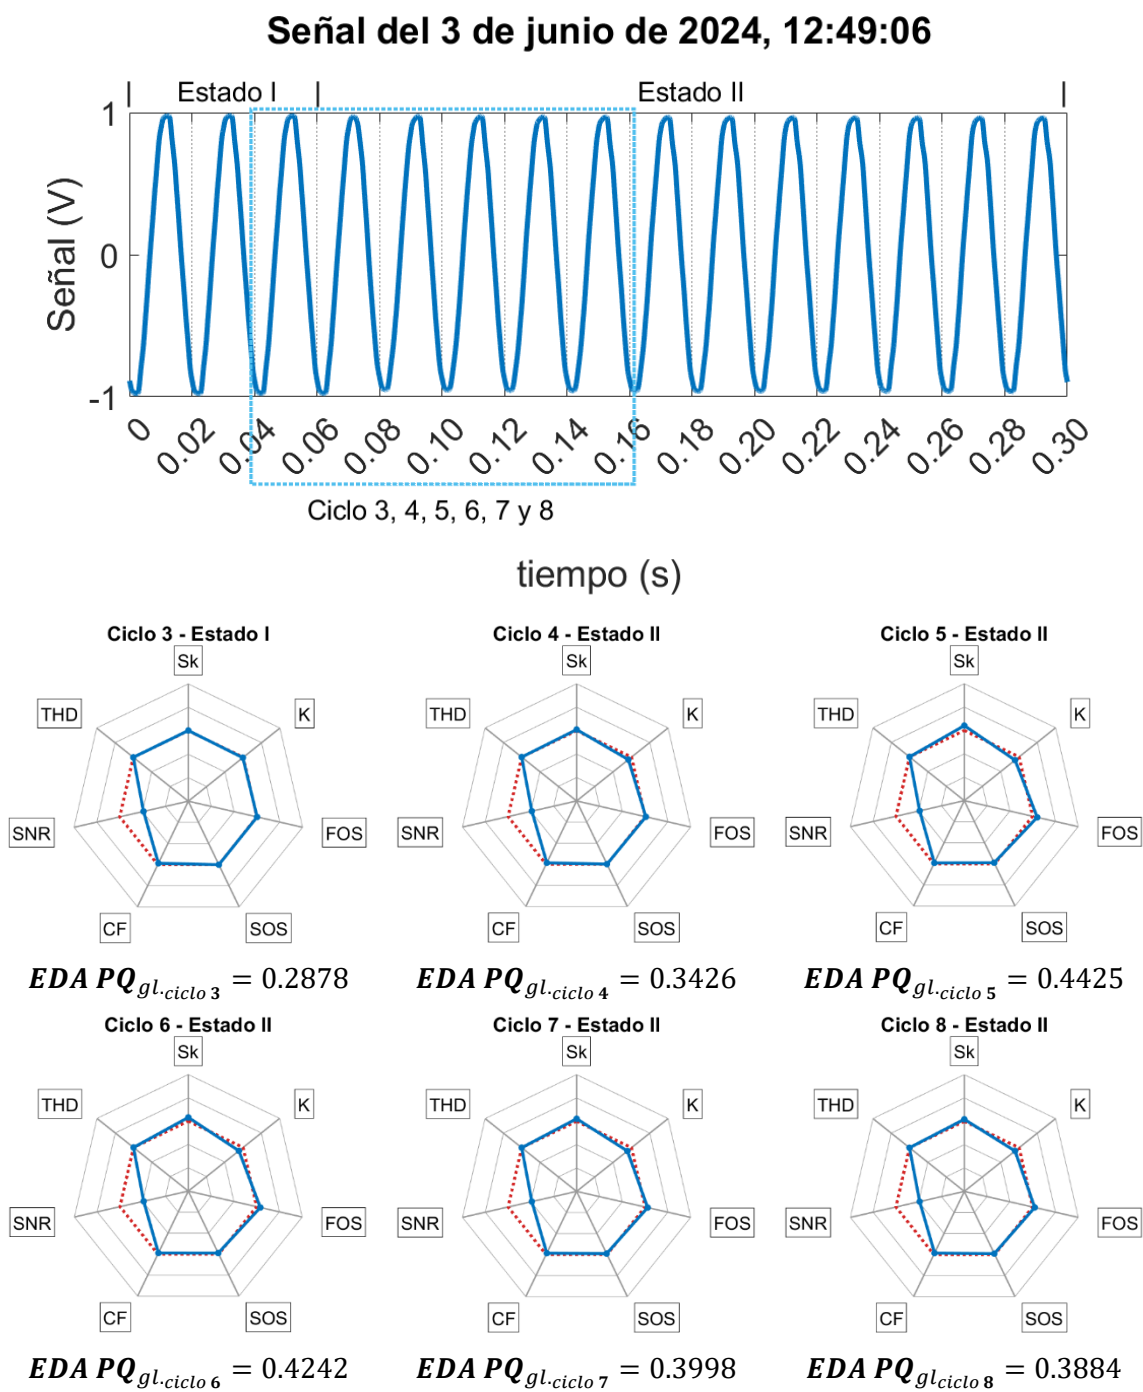 Señal del 3 de junio de 2024, 12:49:06
| Estado I | Estado II |
Señal (V)
1
0
-1
0 0.02 0.04 0.06 0.08 0.10 0.12 0.14 0.16 0.18 0.20 0.22 0.24 0.26 0.28 0.30
Ciclo 3, 4, 5, 6, 7 y 8
tiempo (s)
Ciclo 3 - Estado I
Sk
THD
K
SNR
FOS
CF
SOS
EDA PQgl.ciclo 3 = 0.2878
Ciclo 4 - Estado II
Sk
THD
K
SNR
FOS
CF
SOS
EDA PQgl.ciclo 4 = 0.3426
Ciclo 5 - Estado II
Sk
THD
K
SNR
FOS
CF
SOS
EDA PQgl.ciclo 5 = 0.4425
Ciclo 6 - Estado II
Sk
THD
K
SNR
FOS
CF
SOS
EDA PQgl.ciclo 6 = 0.4242
Ciclo 7 - Estado II
Sk
THD
K
SNR
FOS
CF
SOS
EDA PQgl.ciclo 7 = 0.3998
Ciclo 8 - Estado II
Sk
THD
K
SNR
FOS
CF
SOS
EDA PQglciclo 8 = 0.3884